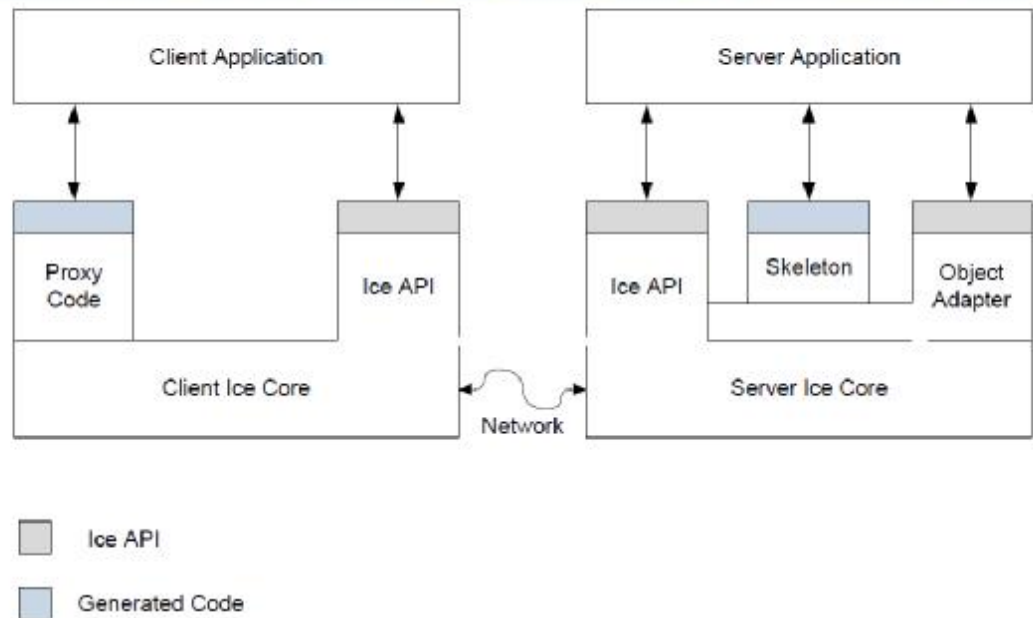 Client Application
Server Application
Proxy
Code
Ice API
Ice API
Skeleton
Object
Adapter
Client Ice Core
Server Ice Core
Network
Ice API
Generated Code